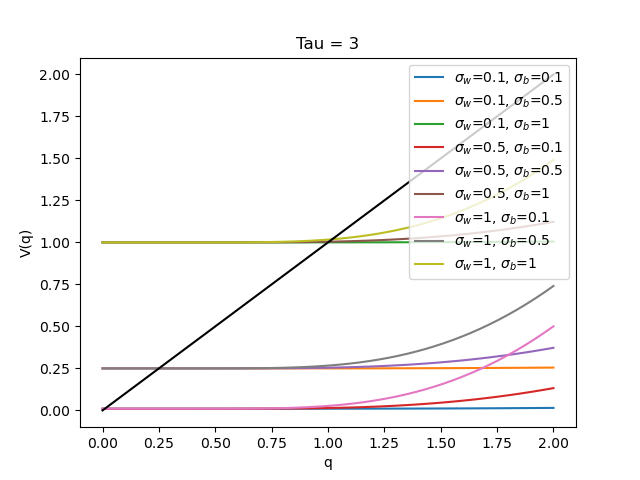 Tau = 3
V(q)
2.00
1.75
1.50
1.25
1.00
0.75
0.50
0.25
0.00
σw=0.1, σb=0.1
σw=0.1, σb=0.5
σw=0.1, σb=1
σw=0.5, σb=0.1
σw=0.5, σb=0.5
σw=0.5, σb=1
σw=1, σb=0.1
σw=1, σb=0.5
σw=1, σb=1
0.00 0.25 0.50 0.75 1.00 1.25 1.50 1.75 2.00
q